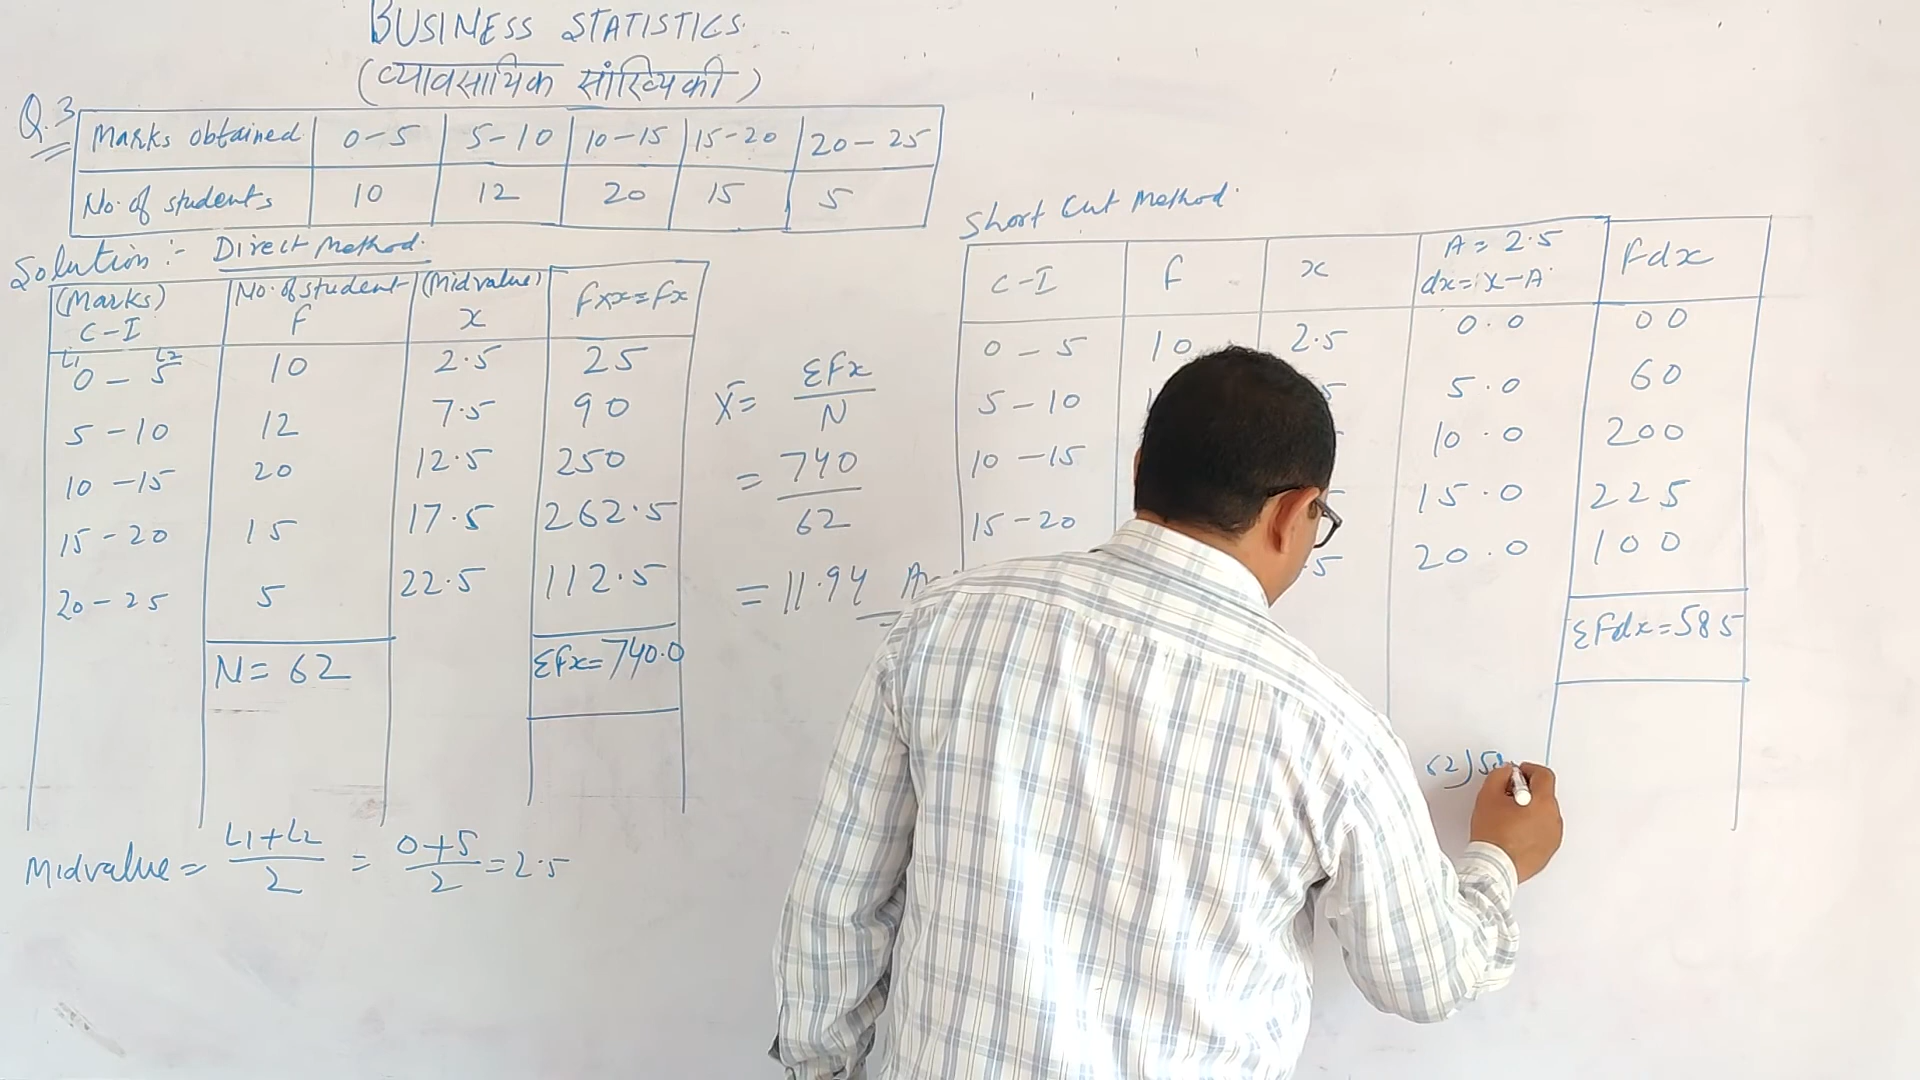 BUSINESS STATISTICS
(व्यावसायिक सांख्यिकी)
Q.3
Marks obtained 0-5 5-10 10-15 15-20 20-25
No. of students 10 12 20 15 5
Solution :- Direct Method.
(Marks) C-I No. of student f (Midvalue) x f×x=fx
L1 L2
0-5 10 2.5 25
5-10 12 7.5 90
10-15 20 12.5 250
15-20 15 17.5 262.5
20-25 5 22.5 112.5
N = 62 Σfx=740.0
Midvalue = L1+L2/2 = 0+5/2 = 2.5
X̄ = Σfx/N
= 740/62
= 11.94
Short Cut Method.
C-I f x A = 2.5 dx = x-A fdx
0-5 10 2.5 0.0 00
5-10 5.0 60
10-15 10.0 200
15-20 15.0 225
20.0 100
Σfdx=585
62)58